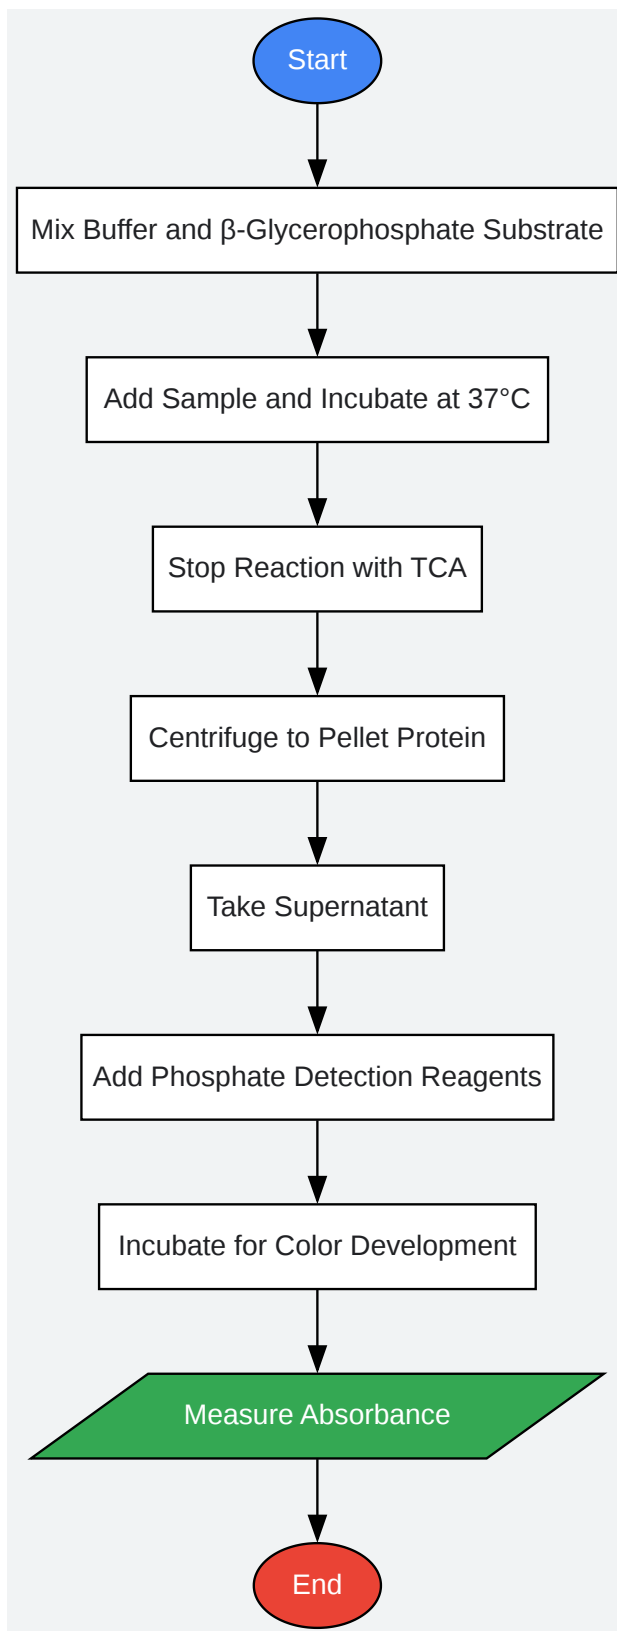 Start
Mix Buffer and β-Glycerophosphate Substrate
Add Sample and Incubate at 37°C
Stop Reaction with TCA
Centrifuge to Pellet Protein
Take Supernatant
Add Phosphate Detection Reagents
Incubate for Color Development
Measure Absorbance
End